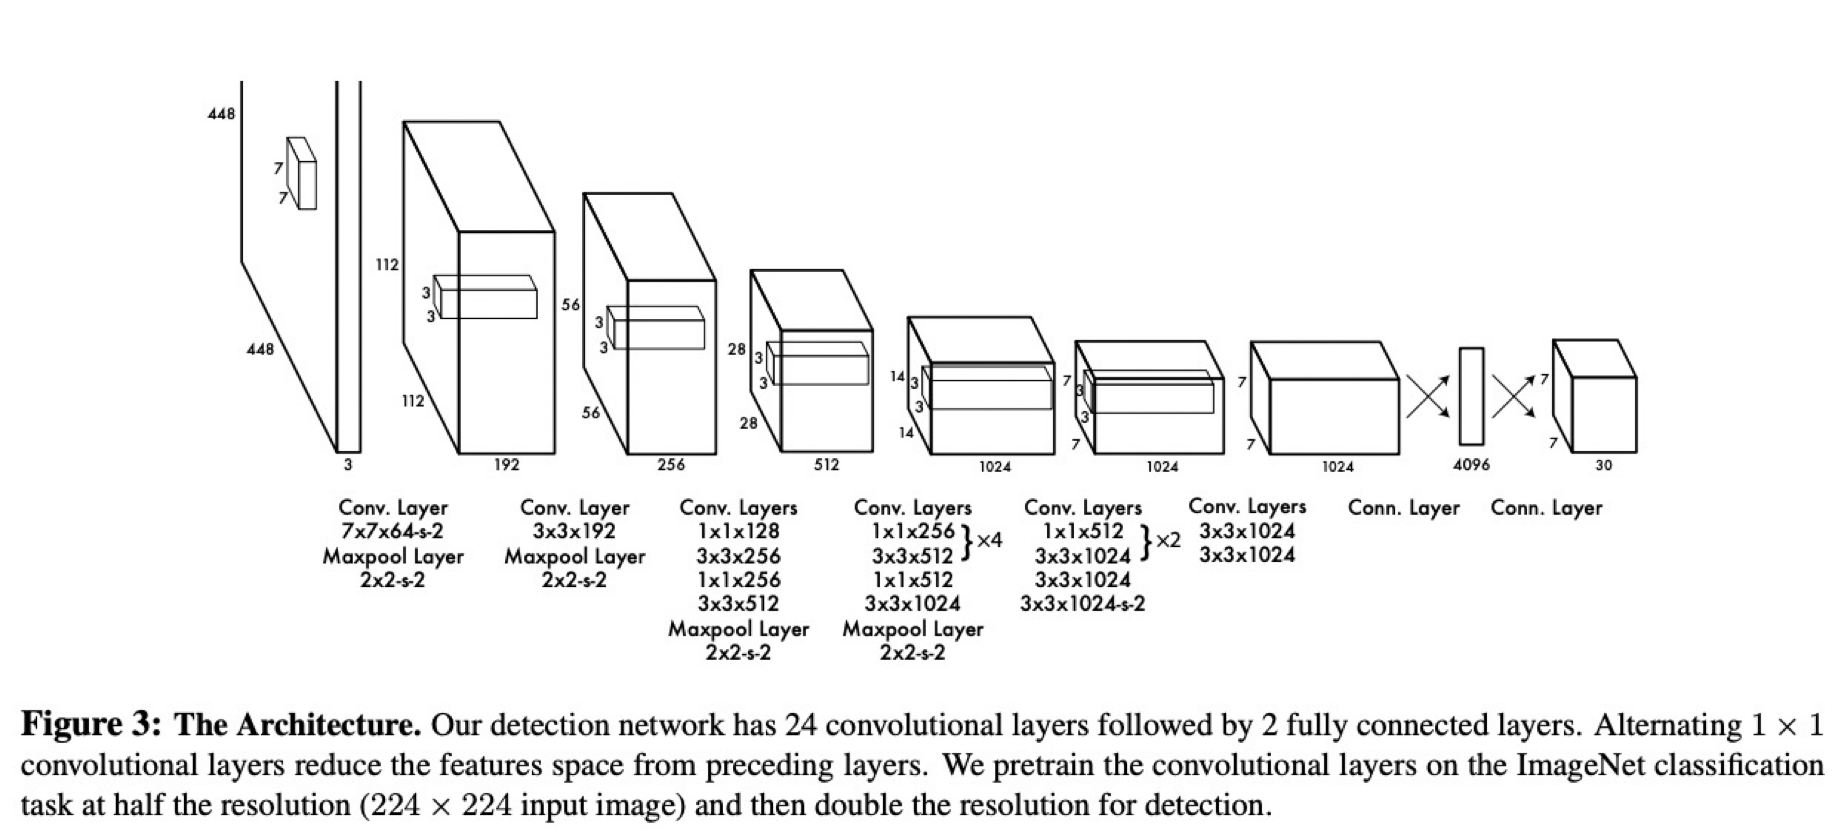 448
7
7
448
3
112
3
3
112
192
56
3
3
56
256
28
3
3
28
512
14
3
3
14
1024
7
3
3
7
1024
7
7
1024
4096
7
7
30
Conv. Layer
7x7x64-s-2
Maxpool Layer
2x2-s-2
Conv. Layer
3x3x192
Maxpool Layer
2x2-s-2
Conv. Layers
1x1x128
3x3x256
1x1x256
3x3x512
Maxpool Layer
2x2-s-2
Conv. Layers
1x1x256
3x3x512 } ×4
1x1x512
3x3x1024
Maxpool Layer
2x2-s-2
Conv. Layers
1x1x512
3x3x1024 } ×2
3x3x1024
3x3x1024-s-2
Conv. Layers
3x3x1024
3x3x1024
Conn. Layer
Conn. Layer
Figure 3: The Architecture. Our detection network has 24 convolutional layers followed by 2 fully connected layers. Alternating 1 × 1
convolutional layers reduce the features space from preceding layers. We pretrain the convolutional layers on the ImageNet classification
task at half the resolution (224 × 224 input image) and then double the resolution for detection.